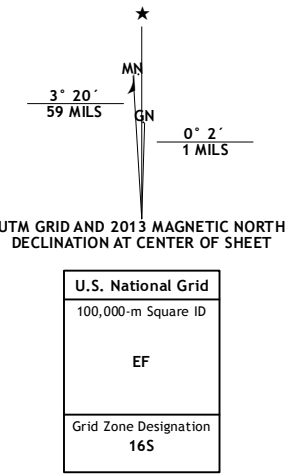 ★
MN
GN
3° 20´
59 MILS
0° 2´
1 MILS
UTM GRID AND 2013 MAGNETIC NORTH
DECLINATION AT CENTER OF SHEET
U.S. National Grid
100,000-m Square ID
EF
Grid Zone Designation
16S